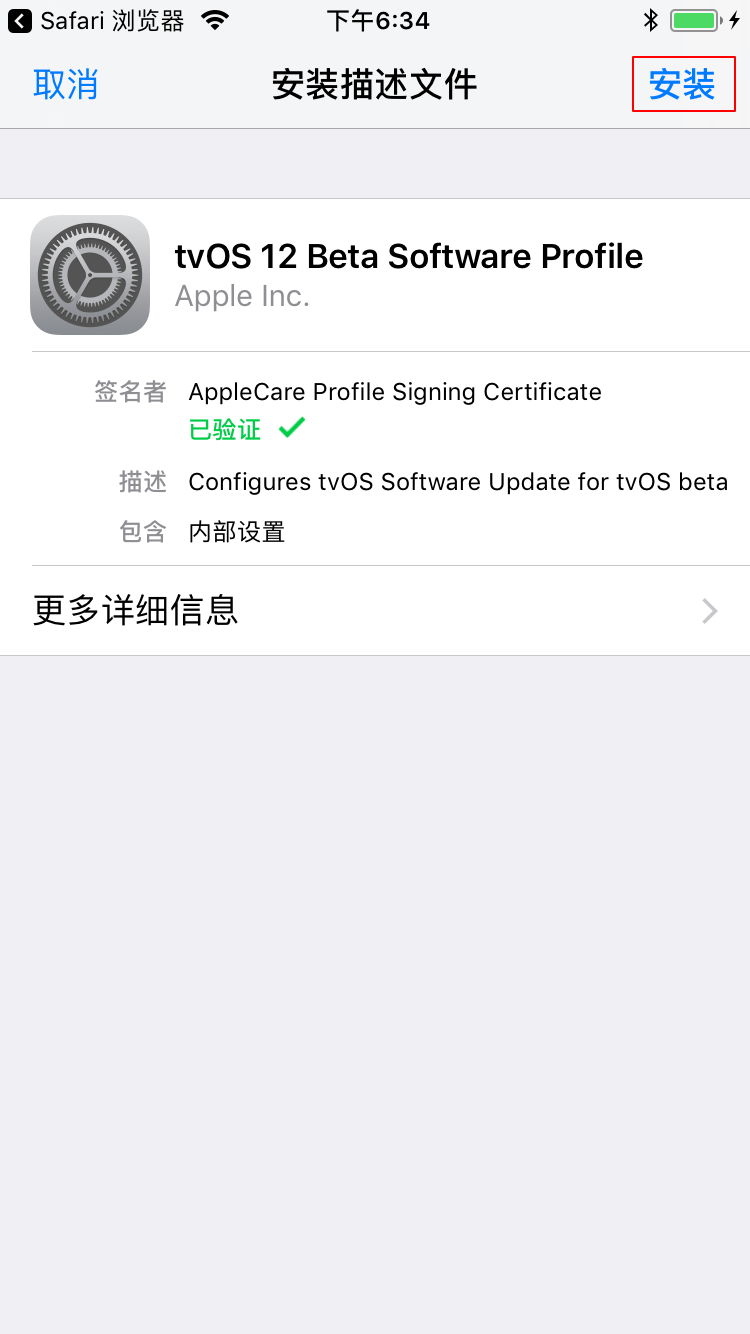 Safari 浏览器 下午6:34
取消 安装描述文件 安装
tvOS 12 Beta Software Profile
Apple Inc.
签名者 AppleCare Profile Signing Certificate
已验证
描述 Configures tvOS Software Update for tvOS beta
包含 内部设置
更多详细信息